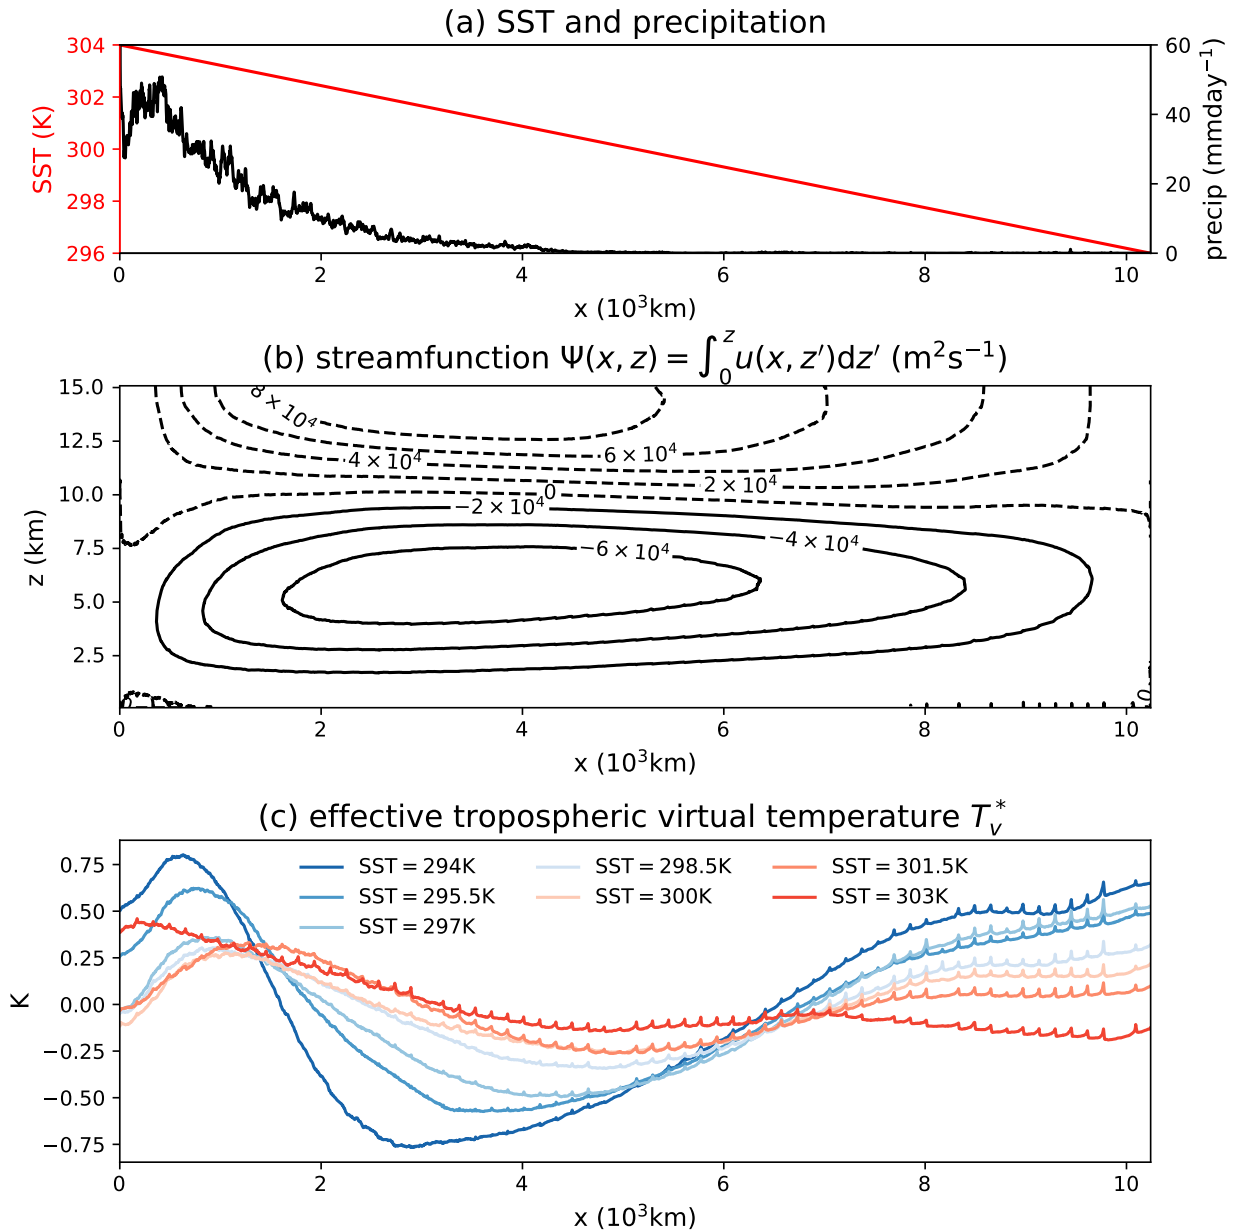 (a) SST and precipitation
304
302
300
298
296
SST (K)
60
40
20
0
precip (mmday⁻¹)
0 2 4 6 8 10
x (10³km)
(b) streamfunction Ψ(x, z) = ∫₀ᶻ u(x, z′)dz′ (m²s⁻¹)
15.0
12.5
10.0
7.5
5.0
2.5
z (km)
8 × 10⁴
6 × 10⁴
4 × 10⁴
2 × 10⁴
0
−2 × 10⁴
−4 × 10⁴
−6 × 10⁴
0 2 4 6 8 10
x (10³km)
(c) effective tropospheric virtual temperature T*ᵥ
0.75
0.50
0.25
0.00
−0.25
−0.50
−0.75
K
SST = 294K
SST = 295.5K
SST = 297K
SST = 298.5K
SST = 300K
SST = 301.5K
SST = 303K
0 2 4 6 8 10
x (10³km)